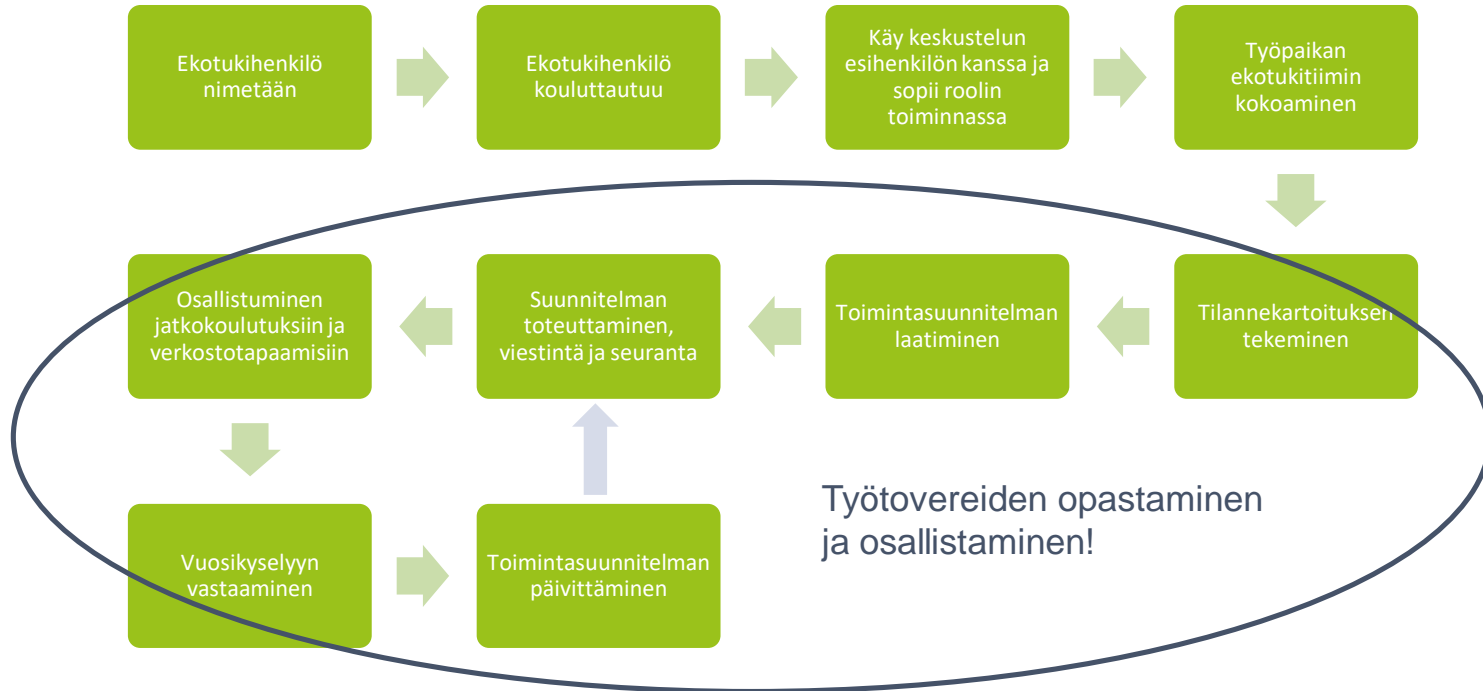 Ekotukihenkilö
nimetään
Ekotukihenkilö
kouluttautuu
Käy keskustelun
esihenkilön kanssa ja
sopii roolin
toiminnassa
Työpaikan
ekotukitiimin
kokoaminen
Osallistuminen
jatkokoulutuksiin ja
verkostotapaamisiin
Suunnitelman
toteuttaminen,
viestintä ja seuranta
Toimintasuunnitelman
laatiminen
Tilannekartoituksen
tekeminen
Vuosikyselyyn
vastaaminen
Toimintasuunnitelman
päivittäminen
Työtovereiden opastaminen
ja osallistaminen!